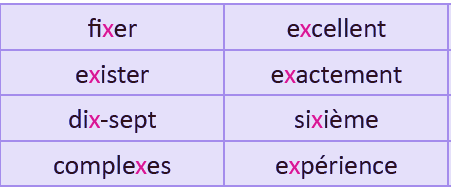 fixer excellent
exister exactement
dix-sept sixième
complexes expérience